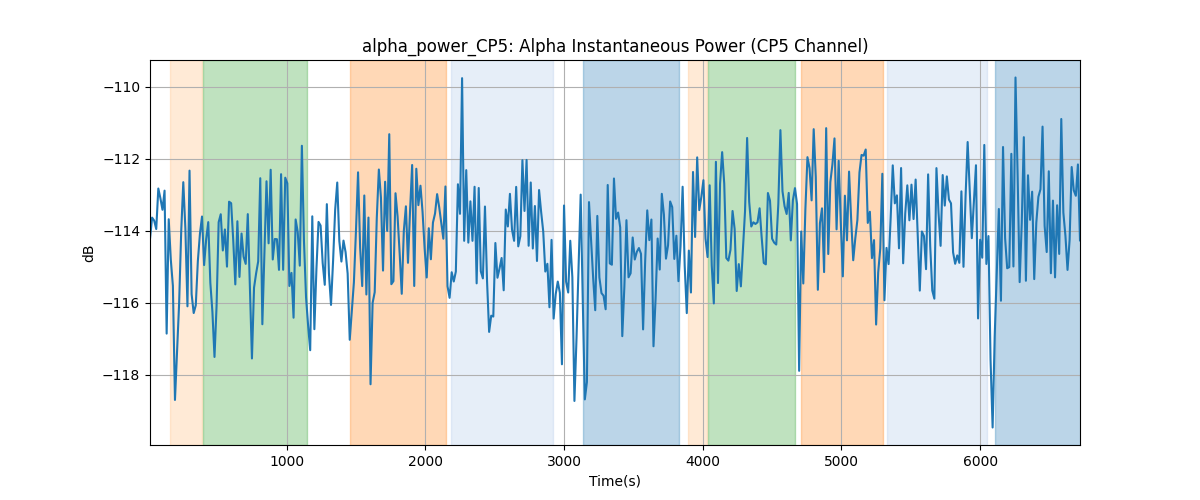 alpha_power_CP5: Alpha Instantaneous Power (CP5 Channel)
−110
−112
−114
−116
−118
dB
1000 2000 3000 4000 5000 6000
Time(s)